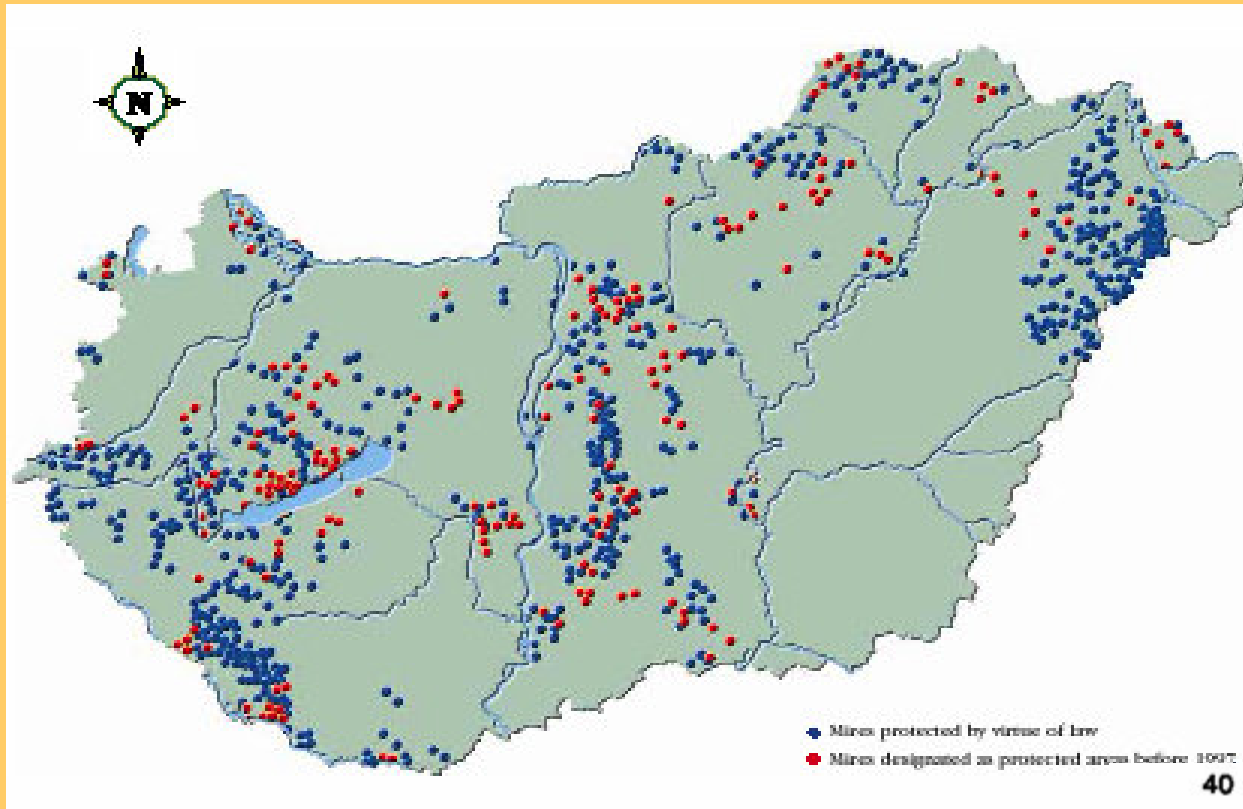 N
Mires protected by virtue of law
Mires designated as protected areas before 1997
40